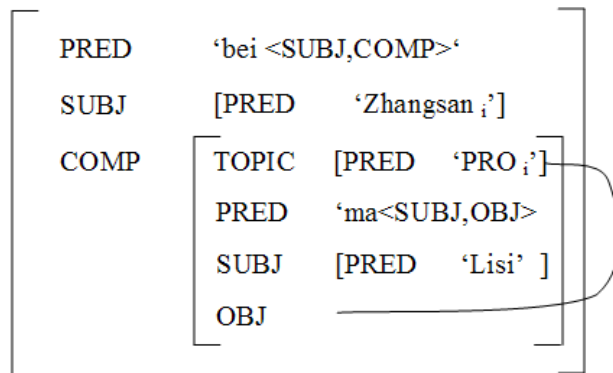 PRED ‘bei <SUBJ,COMP>‘
SUBJ [PRED ‘Zhangsan i’]
COMP TOPIC [PRED ‘PRO i’]
PRED ‘ma<SUBJ,OBJ>
SUBJ [PRED ‘Lisi’ ]
OBJ